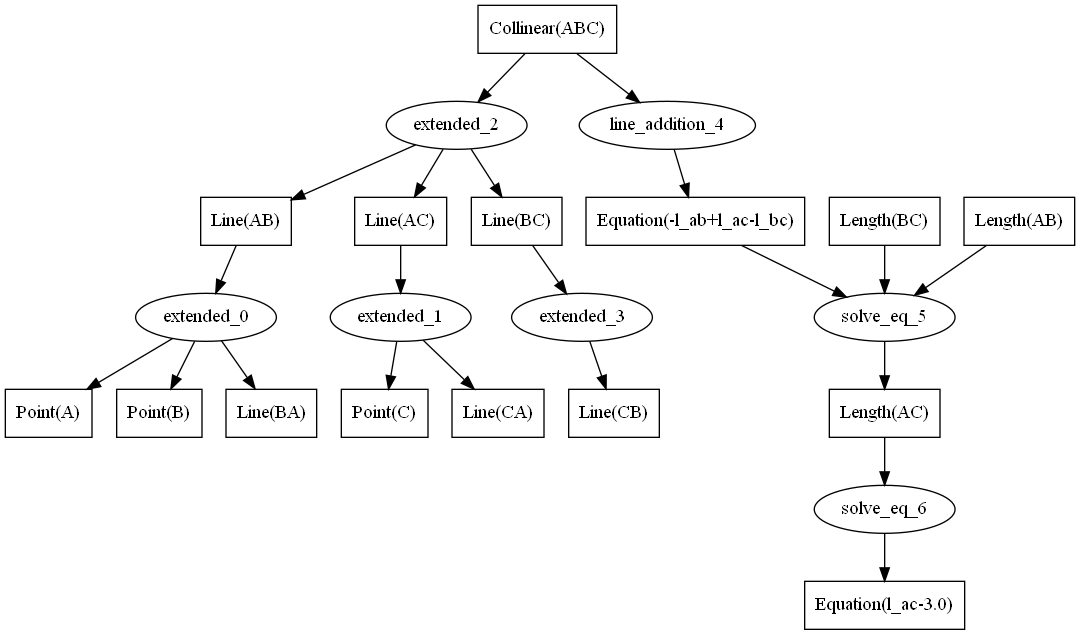 Collinear(ABC)
extended_2
line_addition_4
Line(AB)
Line(AC)
Line(BC)
Equation(-l_ab+l_ac-l_bc)
Length(BC)
Length(AB)
extended_0
extended_1
extended_3
solve_eq_5
Point(A)
Point(B)
Line(BA)
Point(C)
Line(CA)
Line(CB)
Length(AC)
solve_eq_6
Equation(l_ac-3.0)